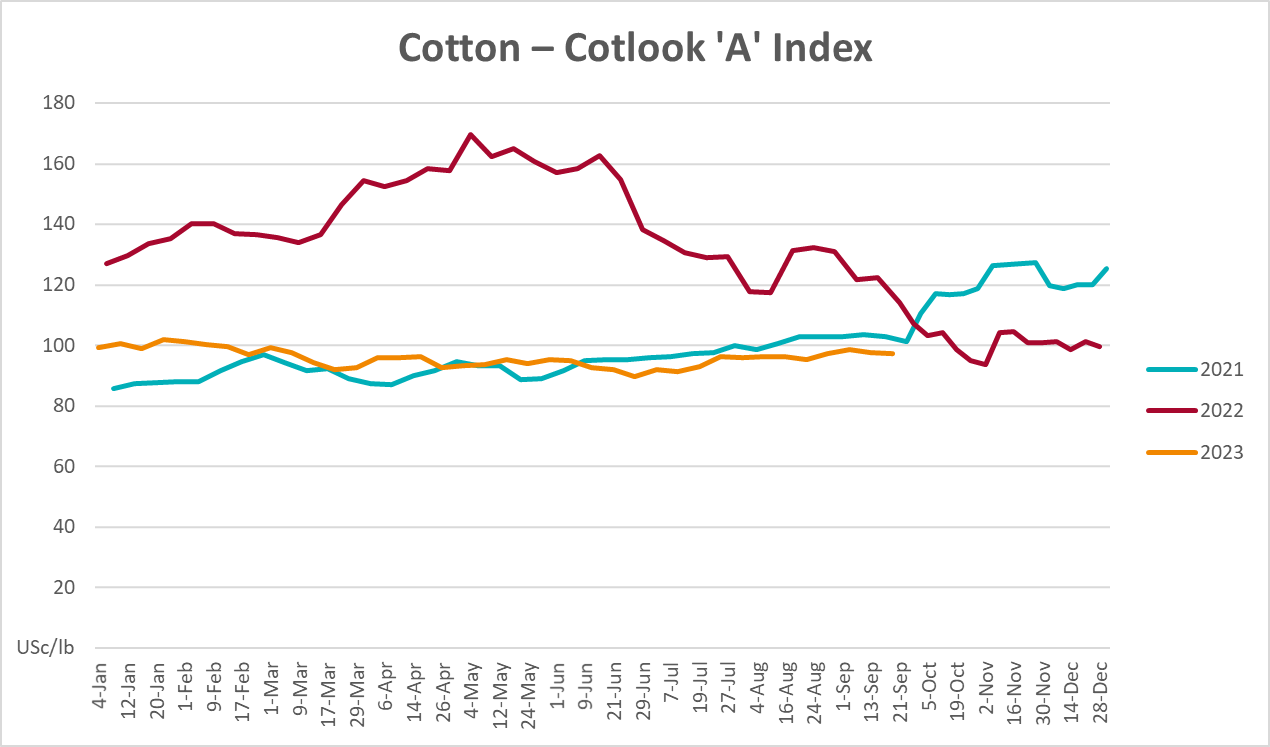 Cotton – Cotlook 'A' Index
180
160
140
120
100
80
60
40
20
USc/lb
2021
2022
2023
4-Jan
12-Jan
20-Jan
1-Feb
9-Feb
17-Feb
1-Mar
9-Mar
17-Mar
29-Mar
6-Apr
14-Apr
26-Apr
4-May
12-May
24-May
1-Jun
9-Jun
21-Jun
29-Jun
7-Jul
19-Jul
27-Jul
4-Aug
16-Aug
24-Aug
1-Sep
13-Sep
21-Sep
5-Oct
19-Oct
2-Nov
16-Nov
30-Nov
14-Dec
28-Dec